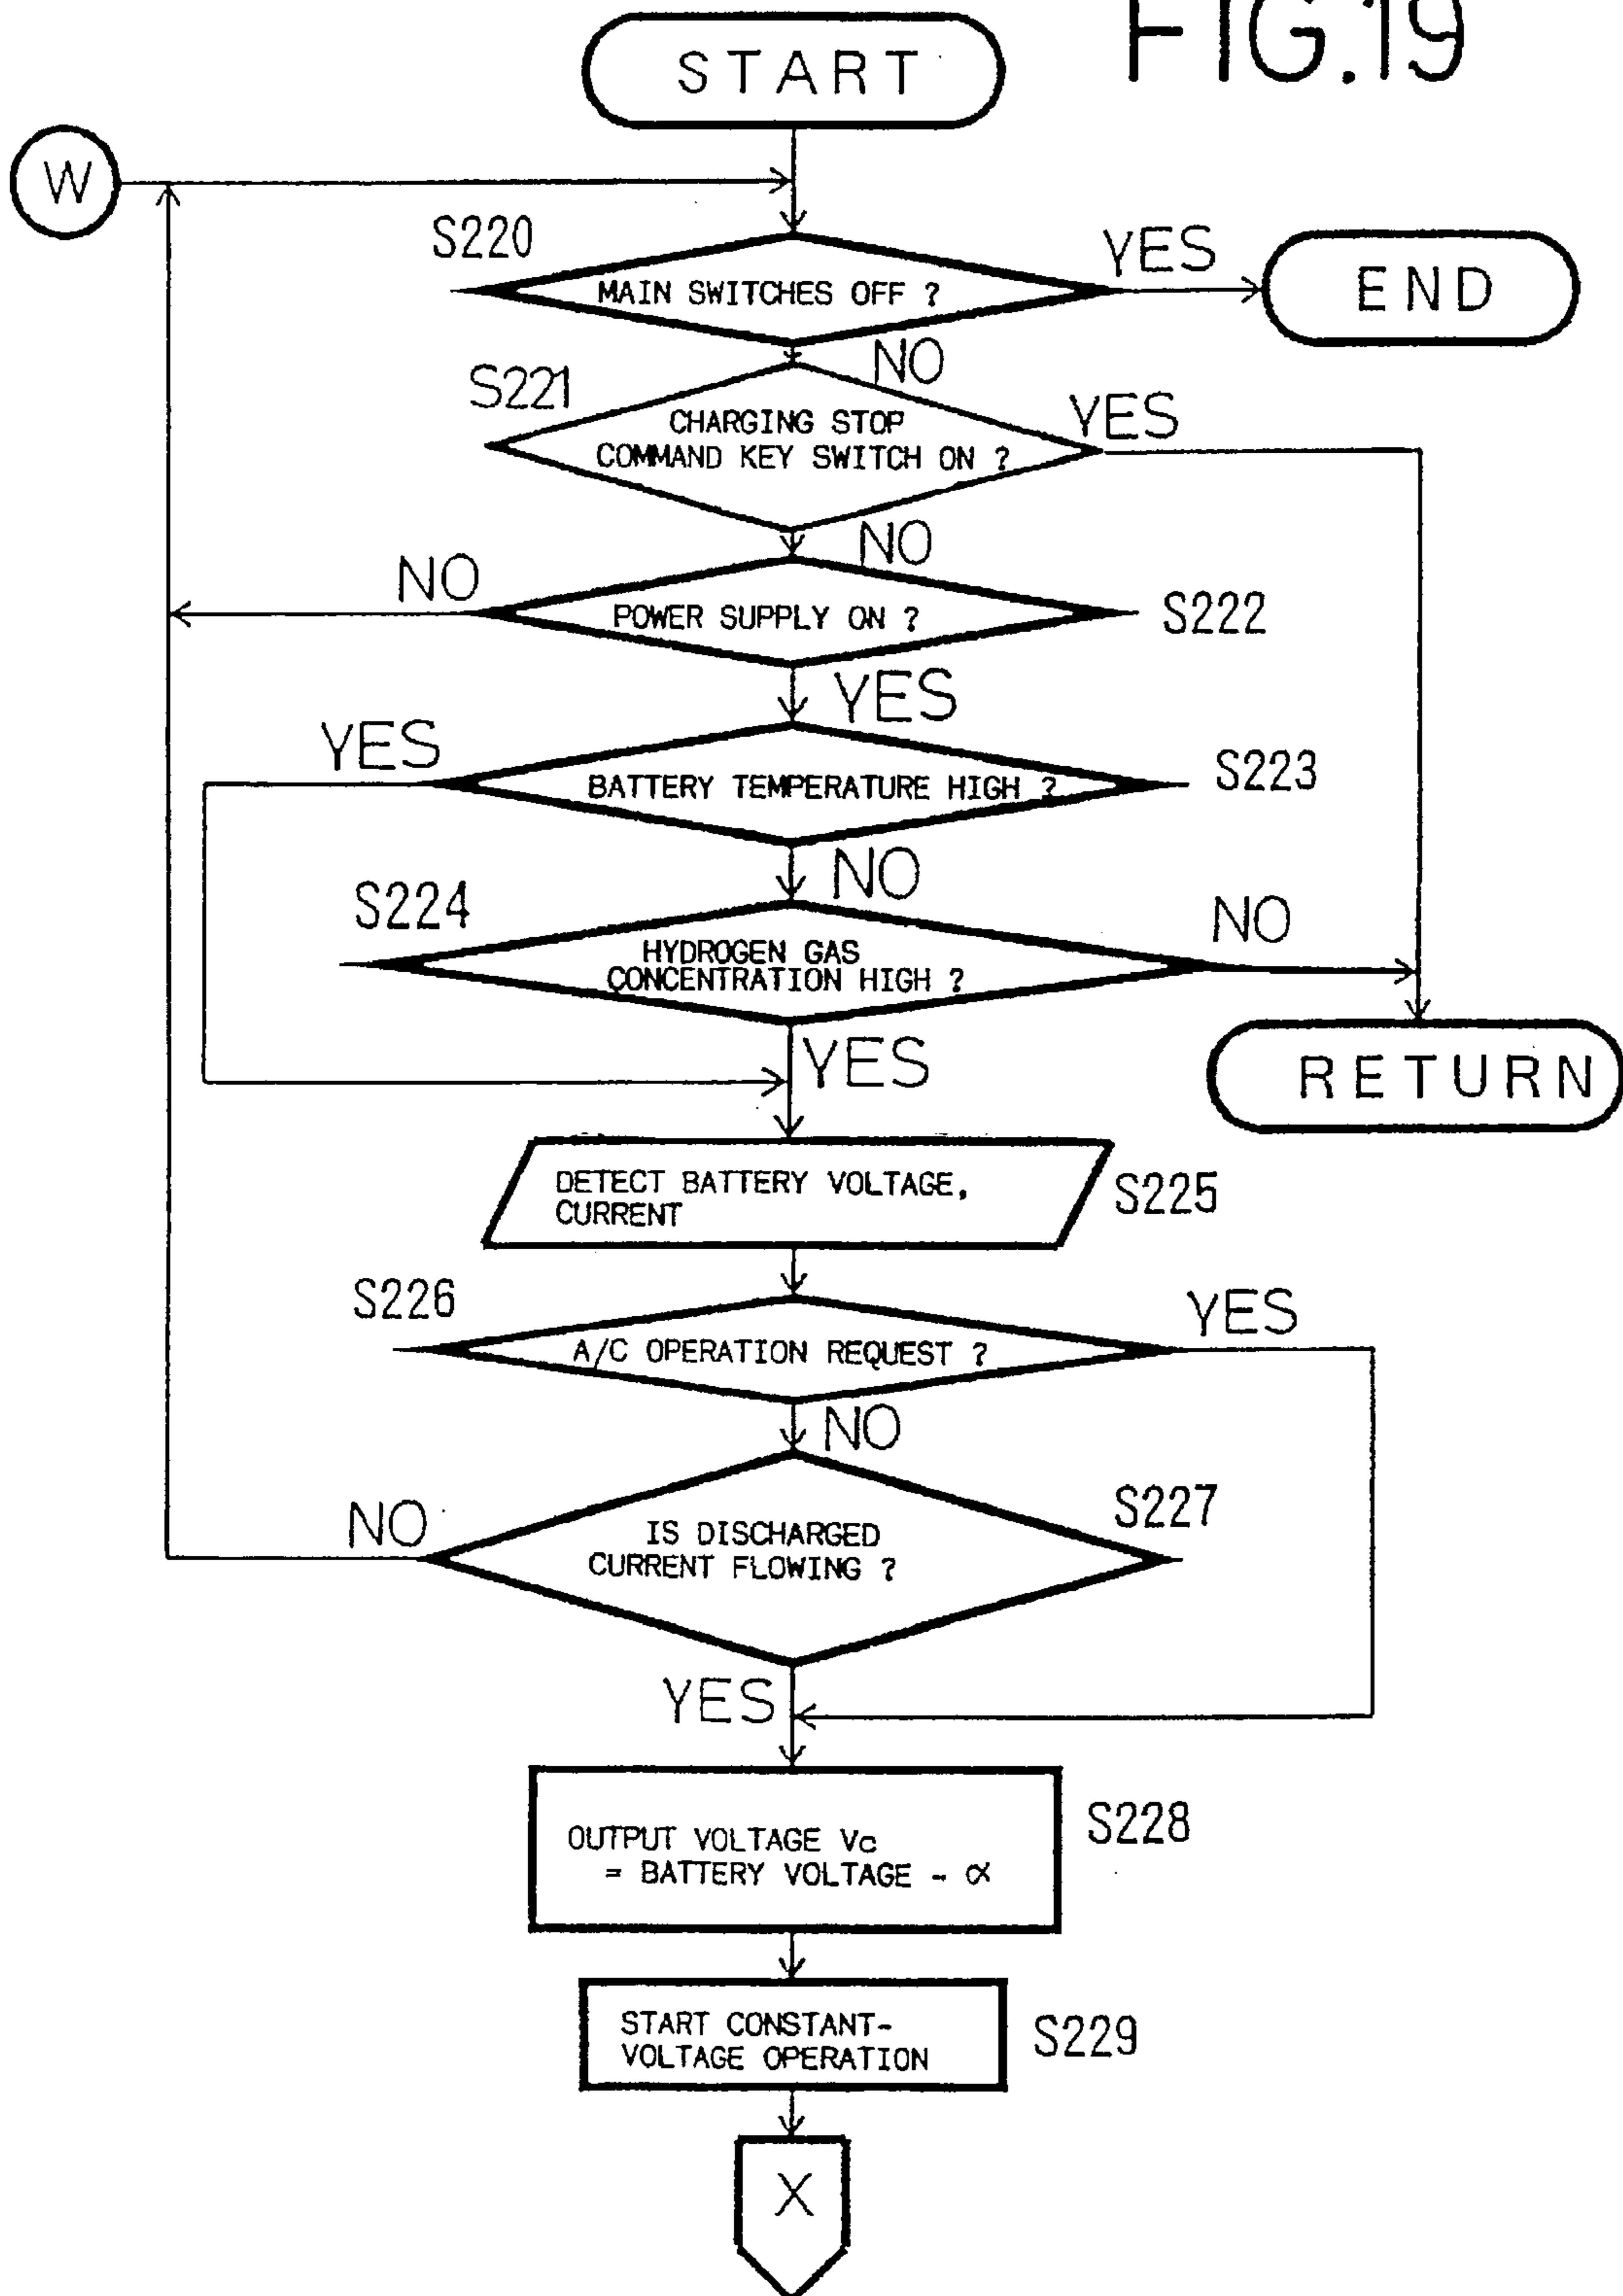 FIG.19
START
W
S220
MAIN SWITCHES OFF ?
YES
END
NO
S221
CHARGING STOP
COMMAND KEY SWITCH ON ?
YES
NO
NO
POWER SUPPLY ON ?
S222
YES
YES
BATTERY TEMPERATURE HIGH ?
S223
NO
S224
HYDROGEN GAS
CONCENTRATION HIGH ?
NO
YES
RETURN
DETECT BATTERY VOLTAGE,
CURRENT
S225
S226
A/C OPERATION REQUEST ?
YES
NO
S227
NO
IS DISCHARGED
CURRENT FLOWING ?
YES
OUTPUT VOLTAGE Vc
= BATTERY VOLTAGE - α
S228
START CONSTANT-
VOLTAGE OPERATION
S229
X